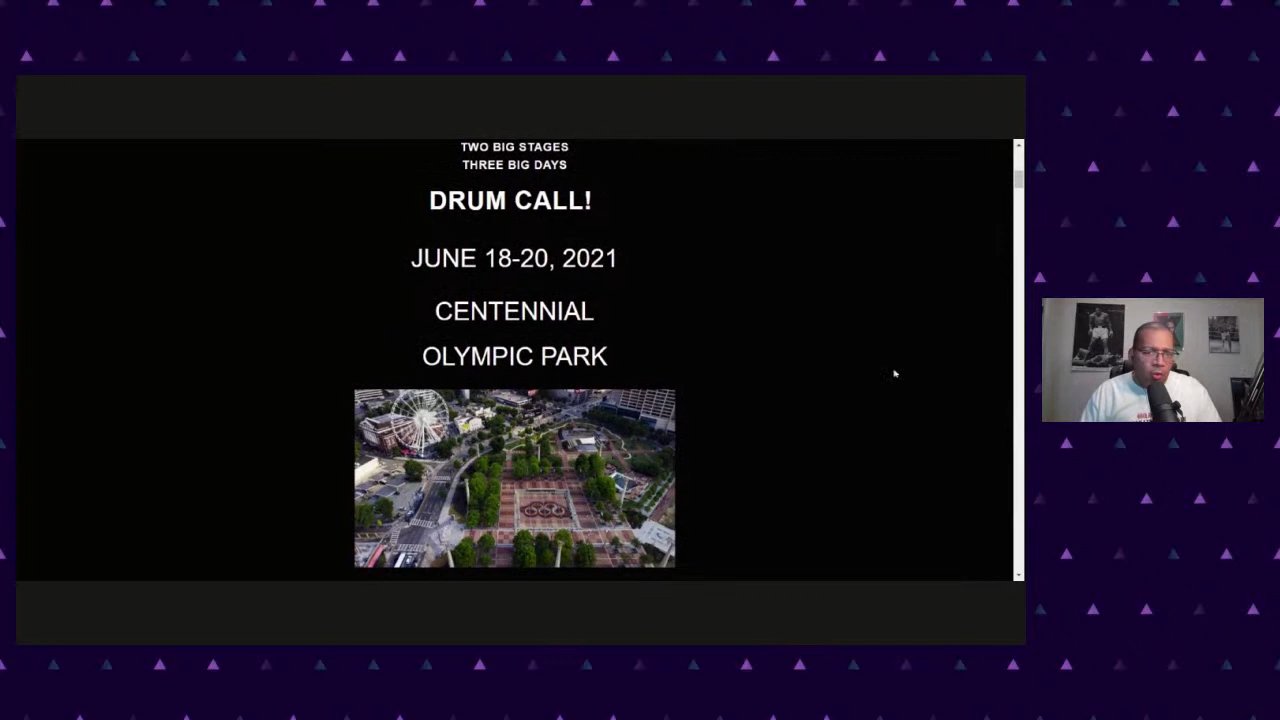 TWO BIG STAGES
THREE BIG DAYS
DRUM CALL!
JUNE 18-20, 2021
CENTENNIAL
OLYMPIC PARK